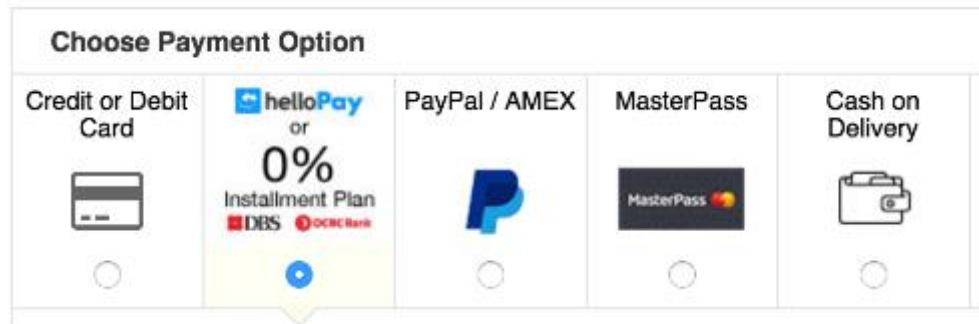 Choose Payment Option
Credit or Debit
Card
helloPay
or
0%
Installment Plan
DBS OCBC Bank
PayPal / AMEX
MasterPass
MasterPass
Cash on
Delivery